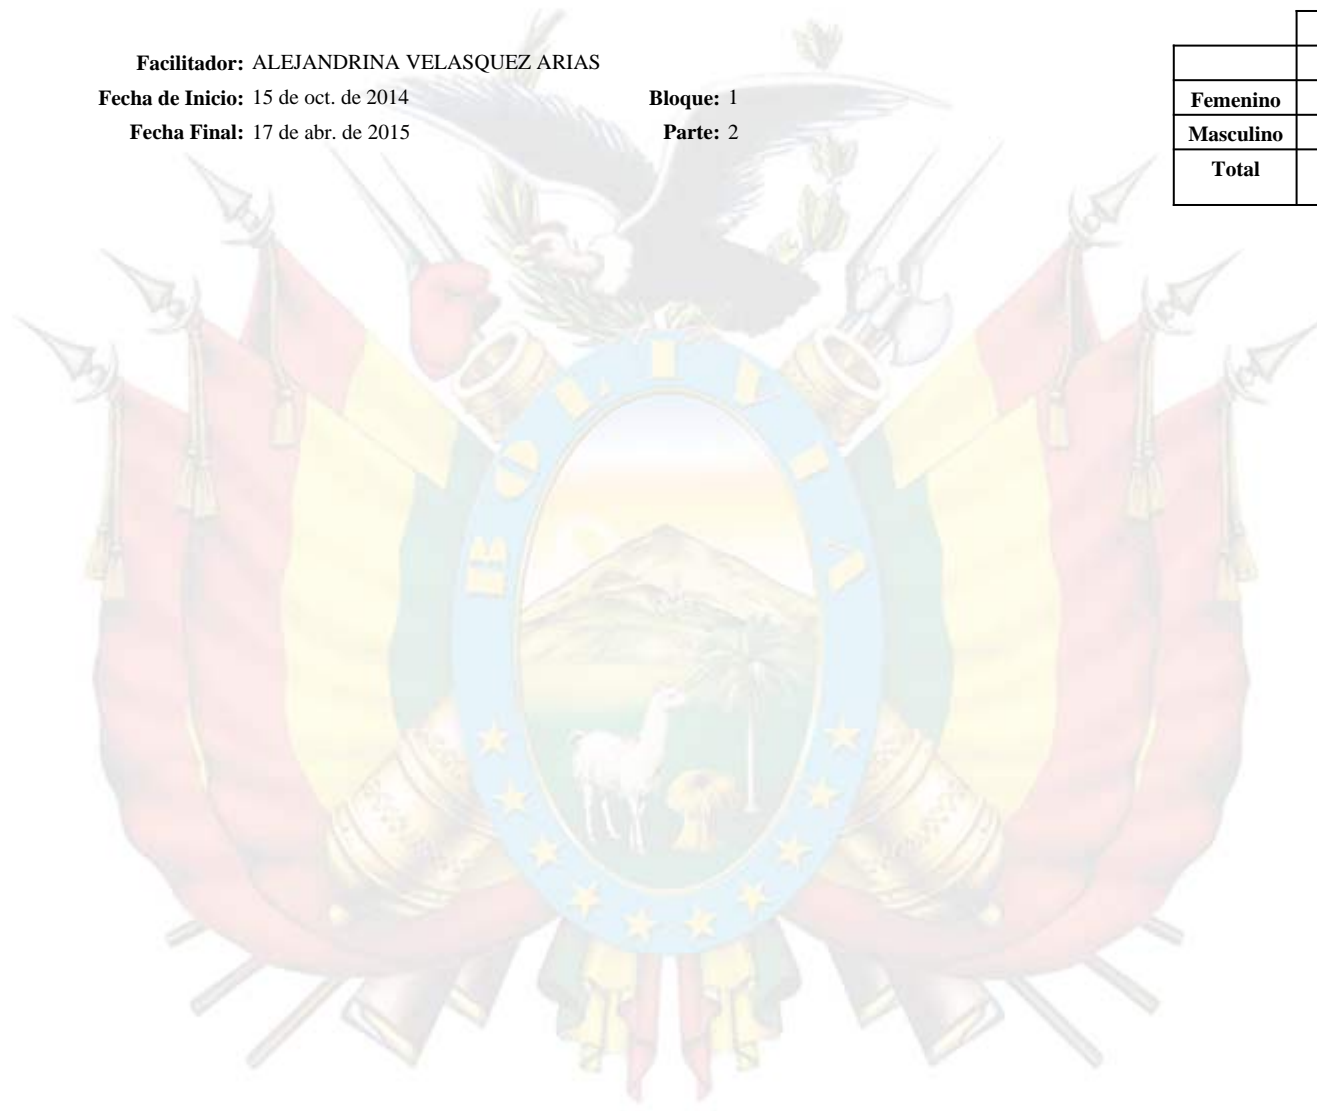 Facilitador: ALEJANDRINA VELASQUEZ ARIAS
Fecha de Inicio: 15 de oct. de 2014 Bloque: 1
Fecha Final: 17 de abr. de 2015 Parte: 2
Femenino
Masculino
Total
BOLIVIA